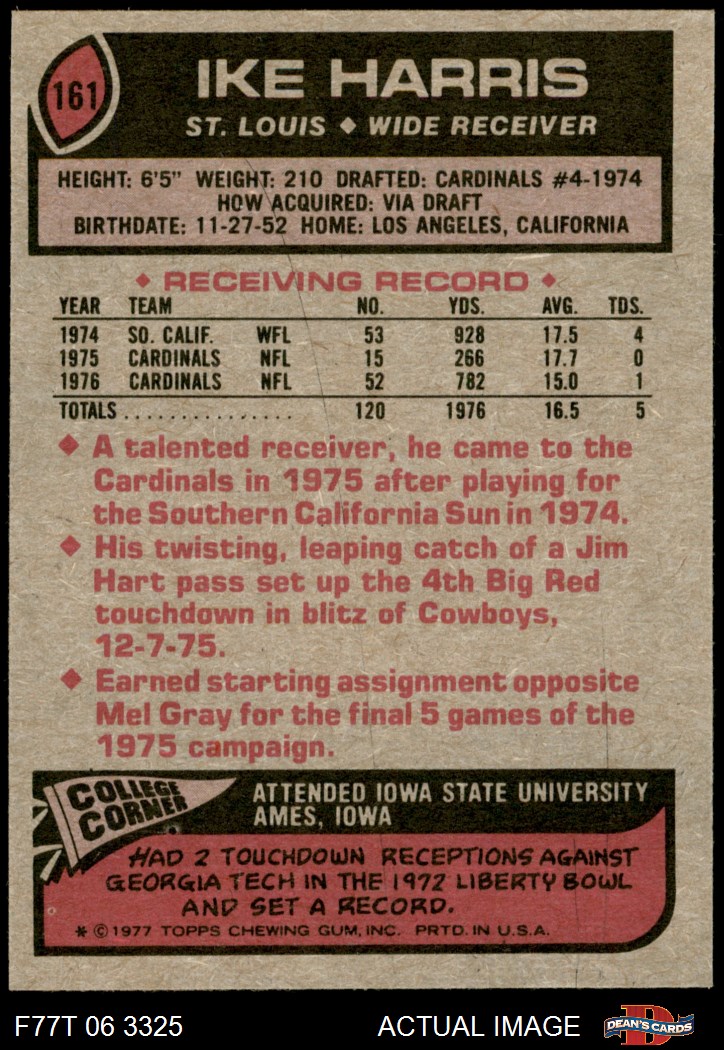 161
IKE HARRIS
ST. LOUIS ◆ WIDE RECEIVER
HEIGHT: 6'5" WEIGHT: 210 DRAFTED: CARDINALS #4-1974
HOW ACQUIRED: VIA DRAFT
BIRTHDATE: 11-27-52 HOME: LOS ANGELES, CALIFORNIA
◆ RECEIVING RECORD ◆
YEAR TEAM NO. YDS. AVG. TDS.
1974 SO. CALIF. WFL 53 928 17.5 4
1975 CARDINALS NFL 15 266 17.7 0
1976 CARDINALS NFL 52 782 15.0 1
TOTALS . . . . . . . . . . . . . . . 120 1976 16.5 5
◆ A talented receiver, he came to the
Cardinals in 1975 after playing for
the Southern California Sun in 1974.
◆ His twisting, leaping catch of a Jim
Hart pass set up the 4th Big Red
touchdown in blitz of Cowboys,
12-7-75.
◆ Earned starting assignment opposite
Mel Gray for the final 5 games of the
1975 campaign.
COLLEGE
CORNER
ATTENDED IOWA STATE UNIVERSITY
AMES, IOWA
HAD 2 TOUCHDOWN RECEPTIONS AGAINST
GEORGIA TECH IN THE 1972 LIBERTY BOWL
AND SET A RECORD.
* © 1977 TOPPS CHEWING GUM, INC. PRTD. IN U.S.A.
F77T 06 3325 ACTUAL IMAGE D DEAN'S CARDS